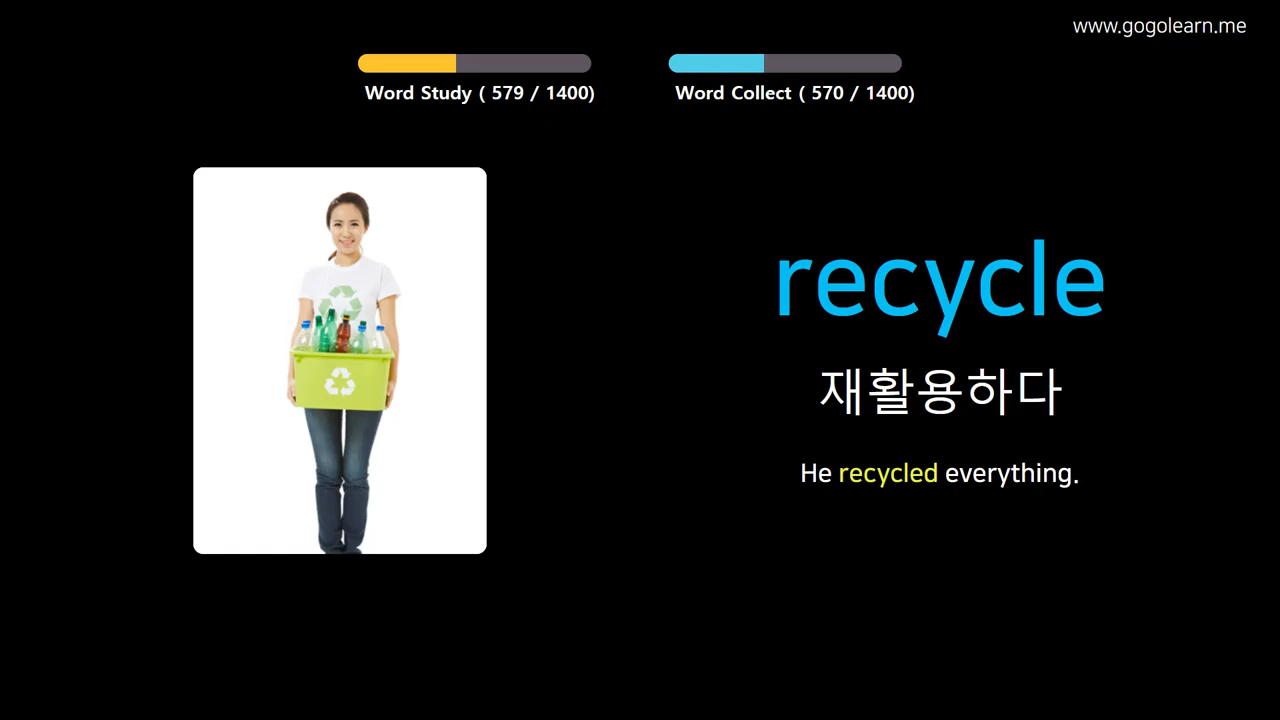 www.gogolearn.me
Word Study ( 579 / 1400)
Word Collect ( 570 / 1400)
recycle
재활용하다
He recycled everything.